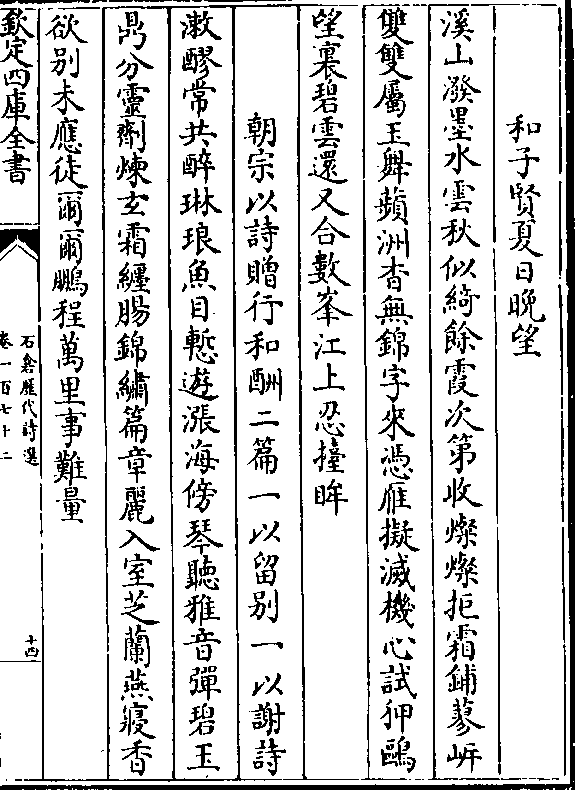 和子賢夏日晚望
溪山潑墨水雲秋似綺餘霞次第收燦燦拒霜鋪蓼岸
雙雙屬玉舞蘋洲杳無錦字來憑雁擬滅機心試狎鷗
望裏碧雲還又合數峯江上忍擡眸
朝宗以詩贈行和酬二篇一以留别一以謝詩
漱醪常共醉琳琅魚目慙遊漲海傍琴聽雅音彈碧玉
鼎分靈劑煉玄霜纏腸錦繡篇章麗入室芝蘭燕寢香
欲别未應徒爾爾鵬程萬里事難量
欽定四庫全書
石倉歷代詩選
卷一百七十二
十四